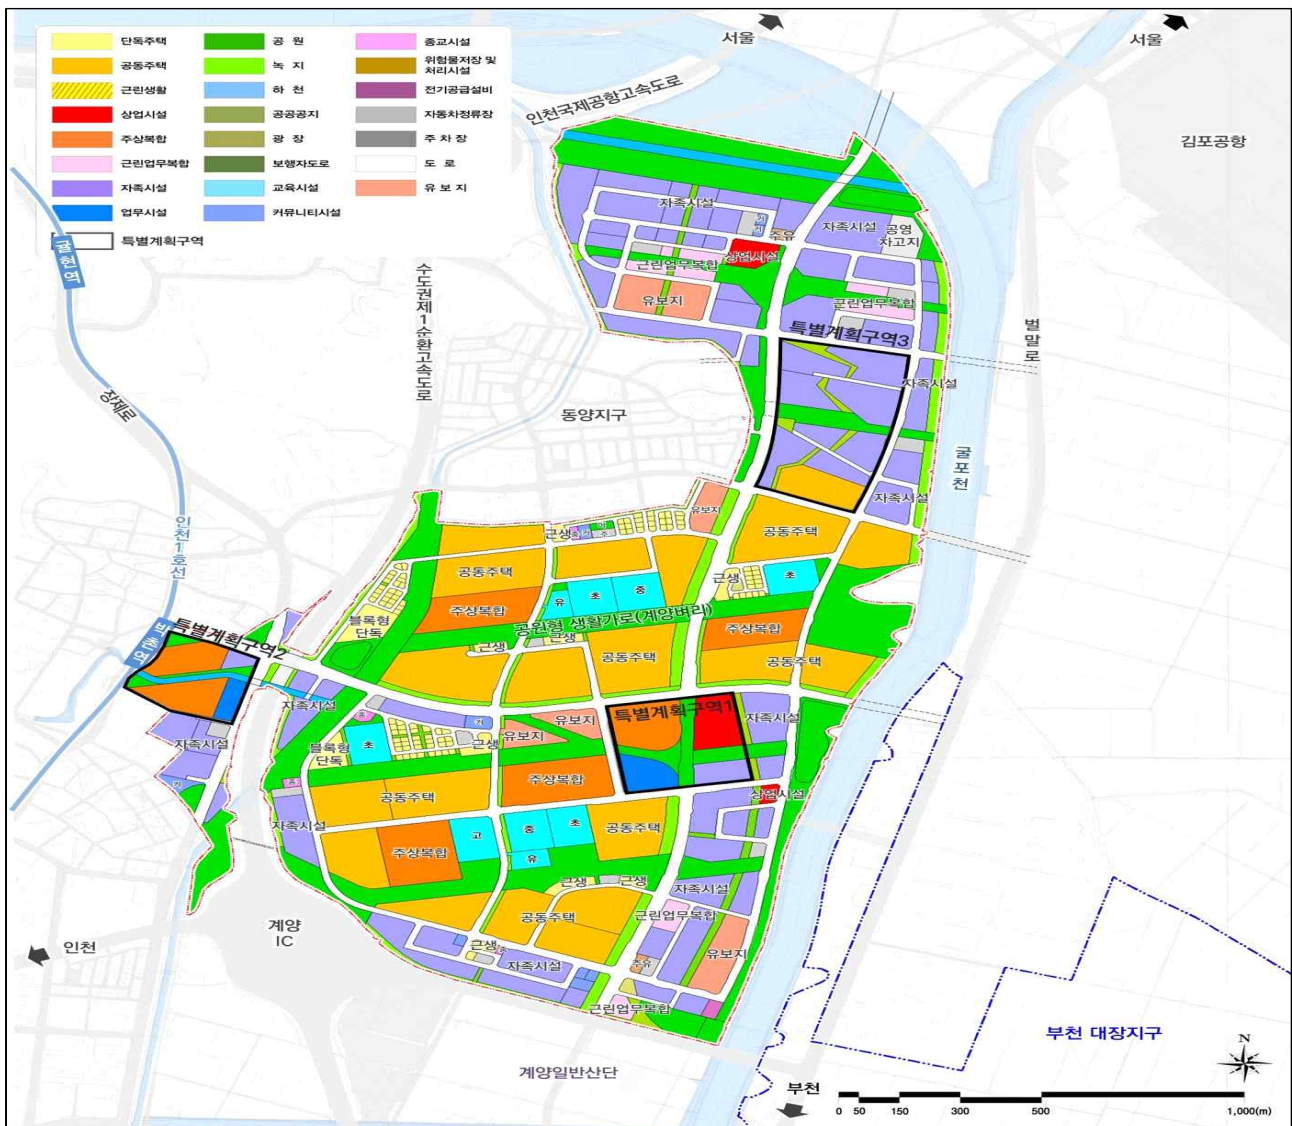 단독주택
공동주택
근린생활
상업시설
주상복합
근린업무복합
자족시설
업무시설
특별계획구역
공 원
녹 지
하 천
공공공지
광 장
보행자도로
교육시설
커뮤니티시설
종교시설
위험물저장 및
처리시설
전기공급설비
자동차정류장
주 차 장
도 로
유 보 지
서울
서울
인천국제공항고속도로
김포공항
귤현역
수도권제1순환고속도로
장제로
인천1호선
박촌역
자족시설
커
커
주유
자족시설
공영
차고지
상업시설
근린업무복합
유보지
근린업무복합
특별계획구역3
벌말로
자족시설
동양지구
굴포천
자족시설
유보지
근생
종
커
주
공동주택
공동주택
근생
초
유
초
중
블록형
단독
주상복합
공원형 생활가로(계양벼리)
주상복합
근생
근생
공동주택
공동주택
특별계획구역2
자족시설
특별계획구역1
자족시설
종
커
유보지
유보지
자족시설
블록형
단독
초
근생
주상복합
상업시설
종
공동주택
자족시설
주상복합
고
중
초
유
공동주택
근생
근생
자족시설
근린업무복합
공동주택
계양
IC
인천
근생
자족시설
주유
유보지
근린업무복합
부천 대장지구
계양일반산단
부천
N
0 50 150 300 500 1,000(m)